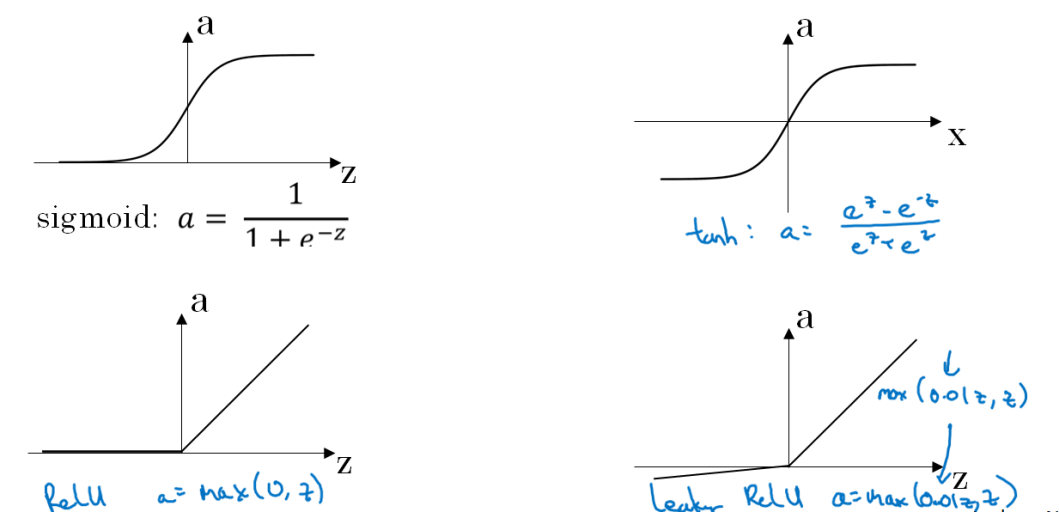 a
z
sigmoid: a = 1 / (1 + e^{-z})
a
x
tanh: a = (e^z - e^{-z}) / (e^z + e^z)
a
z
ReLU a = max(0, z)
a
max(0.01z, z)
z
Leaky ReLU a = max(0.01z, z)